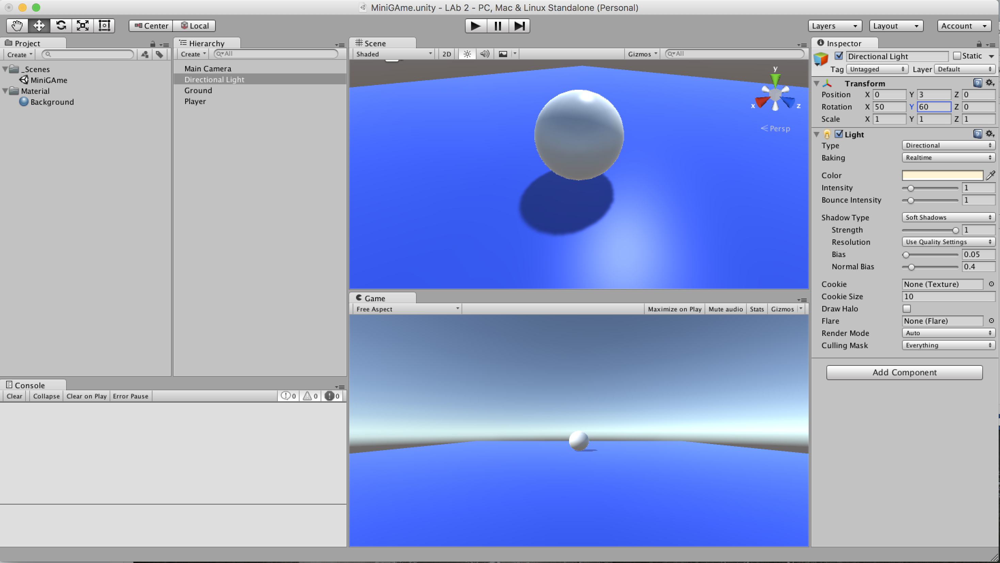 MiniGAme.unity - LAb 2 - PC, Mac & Linux Standalone (Personal)
Center Local Layers Layout Account
Project
Create
_Scenes
MiniGAme
Material
Background
Hierarchy
Create All
Main Camera
Directional Light
Ground
Player
Console
Clear Collapse Clear on Play Error Pause 0 0 0
Scene
Shaded 2D Gizmos All
y
x z
Persp
Game
Free Aspect Maximize on Play Mute audio Stats Gizmos
Inspector
Directional Light Static
Tag Untagged Layer Default
Transform
Position X 0 Y 3 Z 0
Rotation X 50 Y 60 Z 0
Scale X 1 Y 1 Z 1
Light
Type Directional
Baking Realtime
Color
Intensity 1
Bounce Intensity 1
Shadow Type Soft Shadows
Strength 1
Resolution Use Quality Settings
Bias 0.05
Normal Bias 0.4
Cookie None (Texture)
Cookie Size 10
Draw Halo
Flare None (Flare)
Render Mode Auto
Culling Mask Everything
Add Component